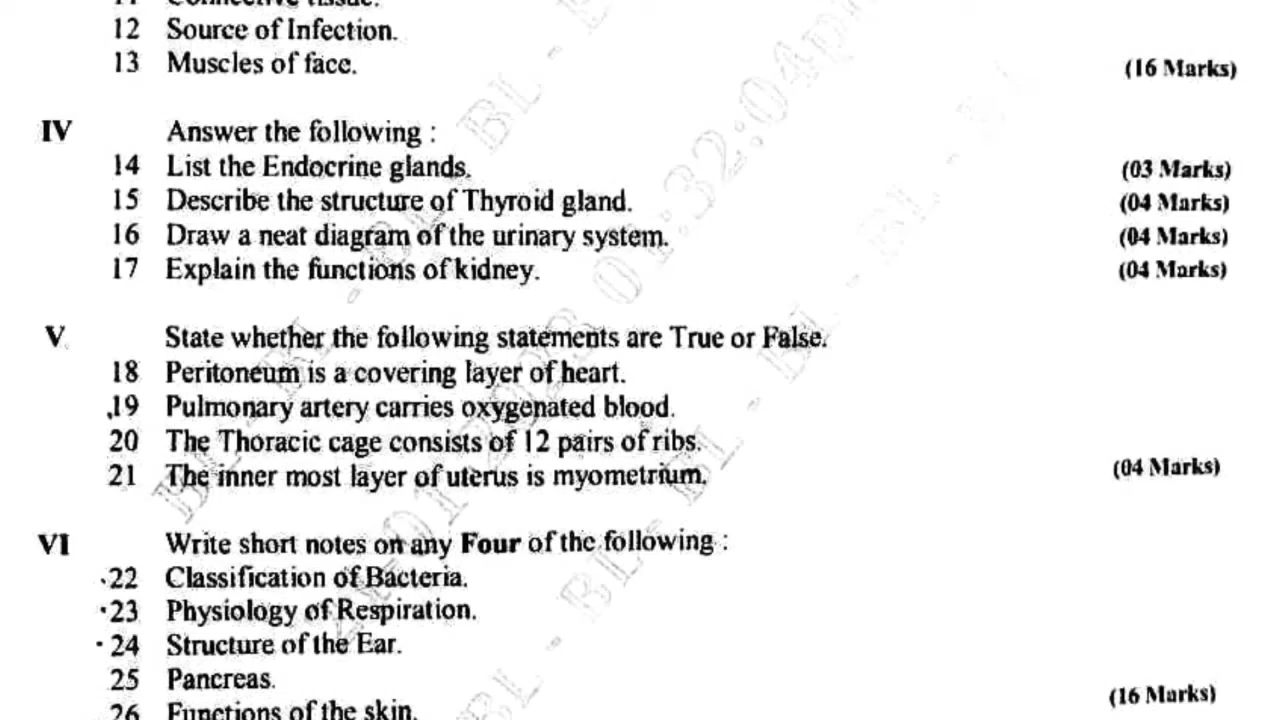 11 Connective tissue.
12 Source of Infection.
13 Muscles of face. (16 Marks)
IV Answer the following :
14 List the Endocrine glands. (03 Marks)
15 Describe the structure of Thyroid gland. (04 Marks)
16 Draw a neat diagram of the urinary system. (04 Marks)
17 Explain the functions of kidney. (04 Marks)
V State whether the following statements are True or False.
18 Peritoneum is a covering layer of heart.
19 Pulmonary artery carries oxygenated blood.
20 The Thoracic cage consists of 12 pairs of ribs.
21 The inner most layer of uterus is myometrium. (04 Marks)
VI Write short notes on any Four of the following :
22 Classification of Bacteria.
23 Physiology of Respiration.
24 Structure of the Ear.
25 Pancreas.
26 Functions of the skin. (16 Marks)